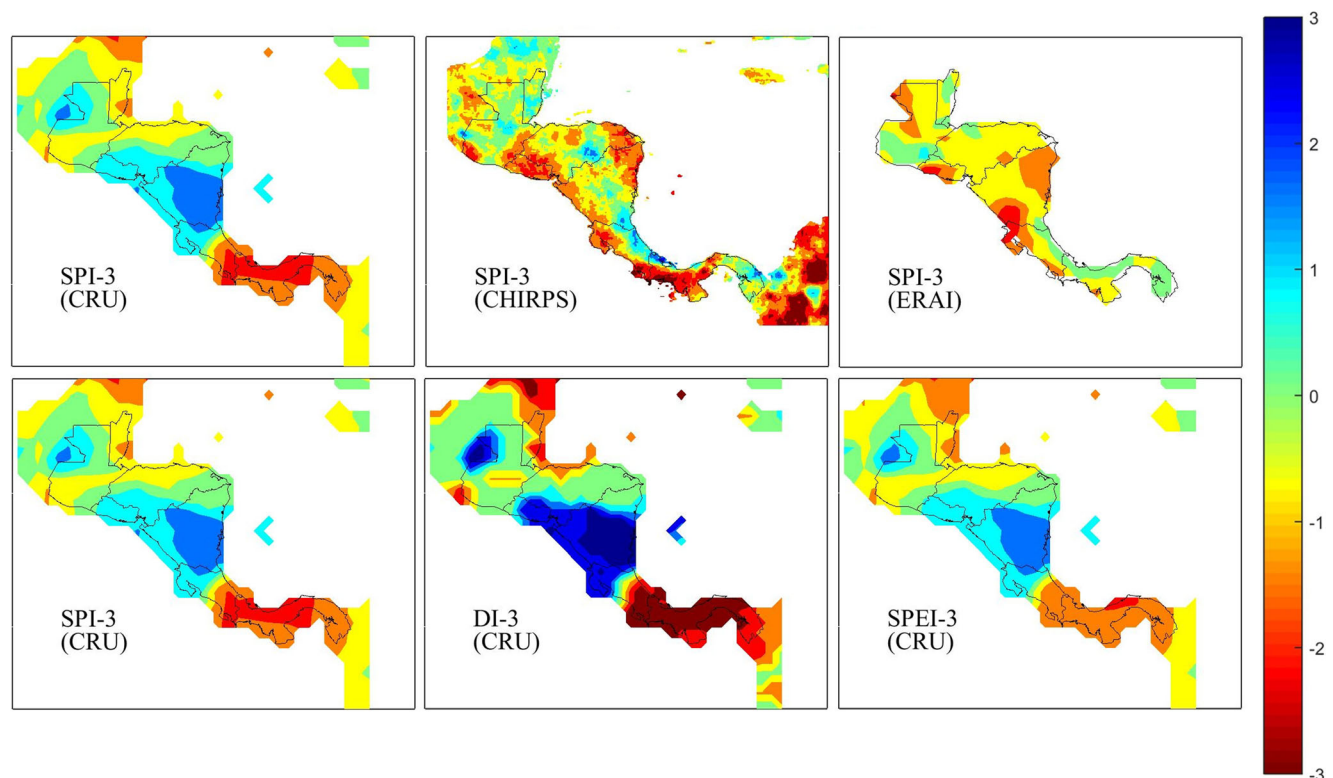 SPI-3
(CRU)
SPI-3
(CHIRPS)
SPI-3
(ERAI)
SPI-3
(CRU)
DI-3
(CRU)
SPEI-3
(CRU)
3
2
1
0
-1
-2
-3